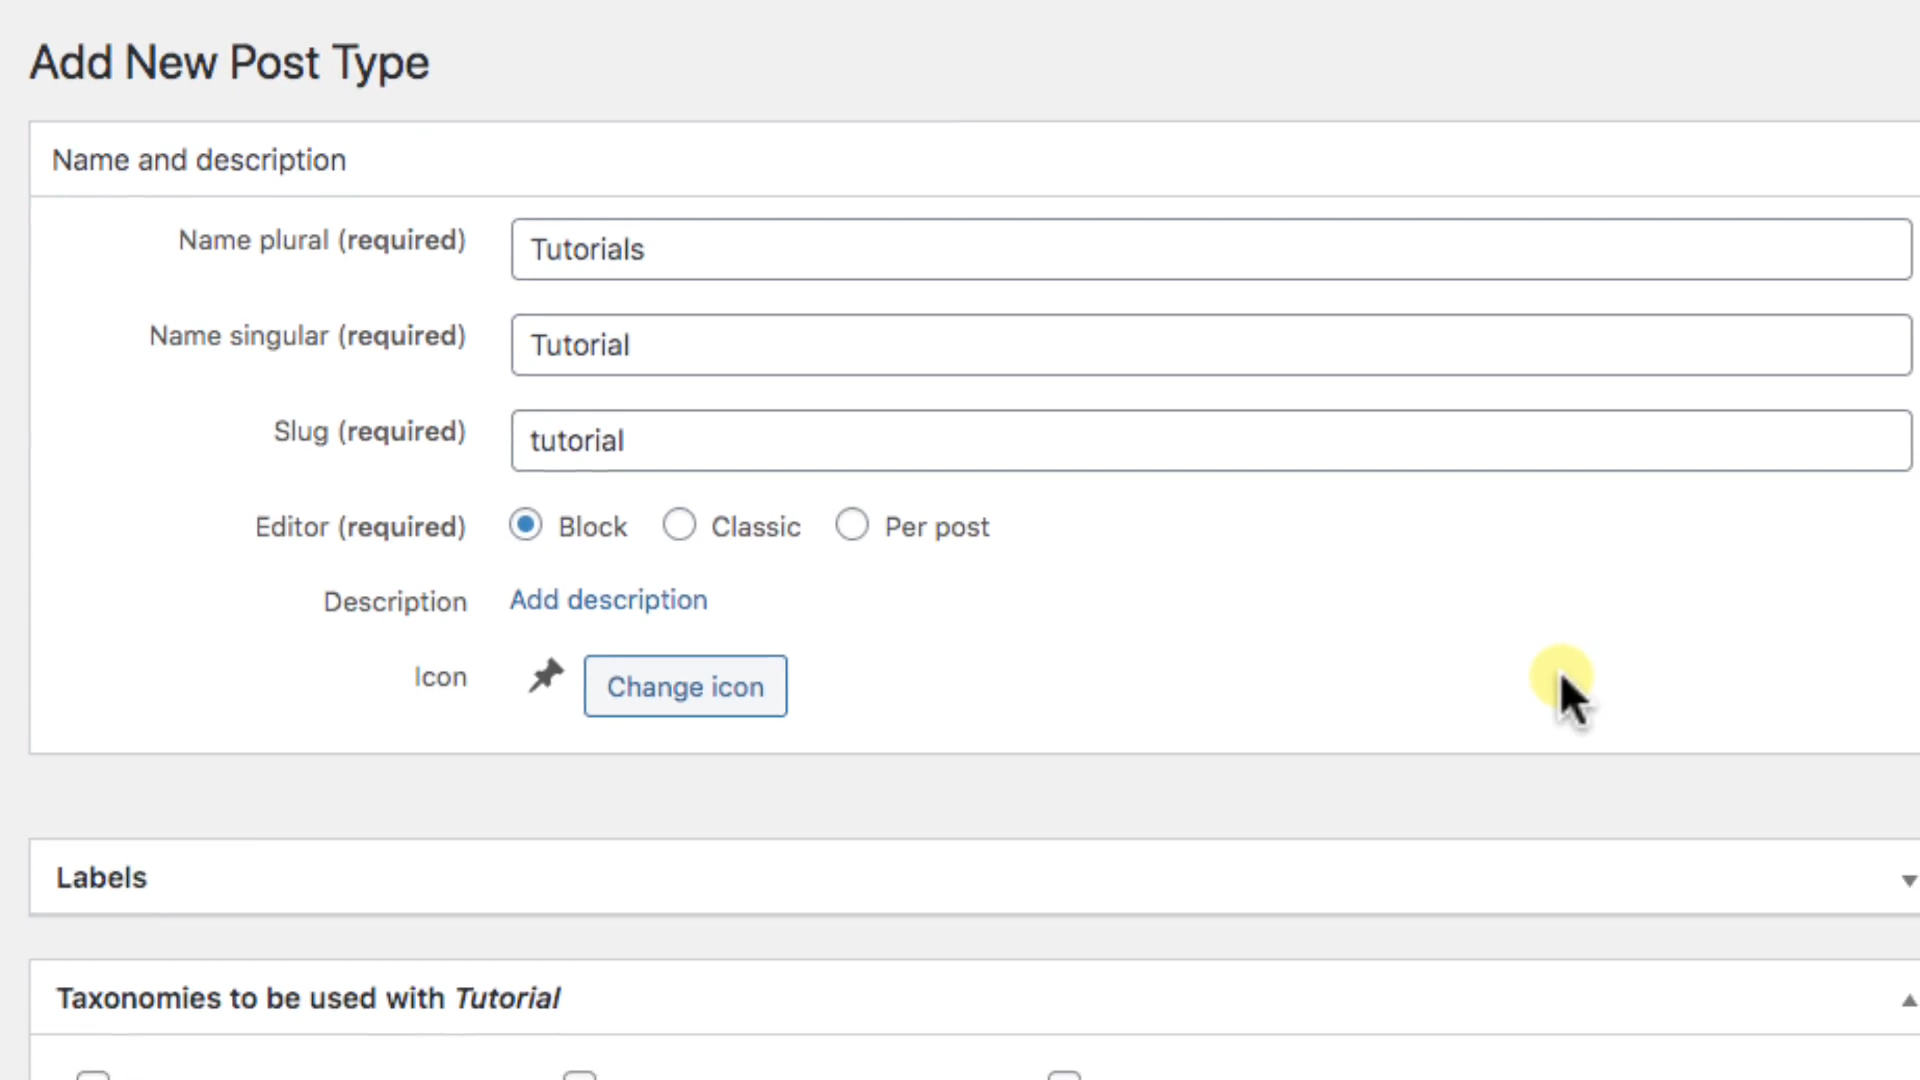 Add New Post Type
Name and description
Name plural (required)
Tutorials
Name singular (required)
Tutorial
Slug (required)
tutorial
Editor (required)
Block
Classic
Per post
Description
Add description
Icon
Change icon
Labels
Taxonomies to be used with Tutorial